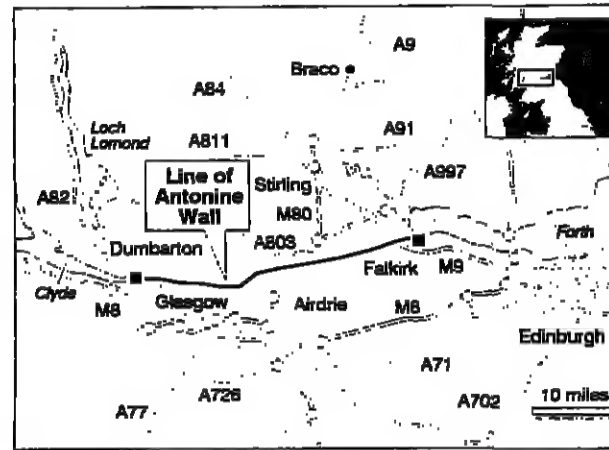 A9
Braco
A84
Loch
Lomond
A811
A91
A82
Line of
Antonine
Wall
Stirling
A997
M80
Dumbarton
A803
Forth
Falkirk
M9
Clyde
M8
Glasgow
Airdrie
M8
Edinburgh
A71
A77
A726
A702
10 miles